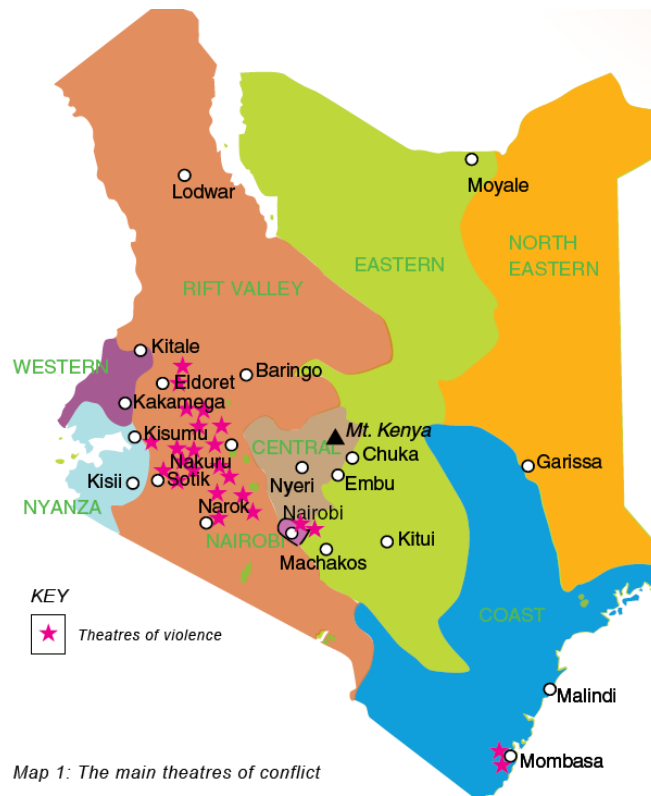 Lodwar
Moyale
NORTH
EASTERN
EASTERN
RIFT VALLEY
WESTERN
Kitale
Baringo
Eldoret
Kakamega
Kisumu
CENTRAL
Mt. Kenya
Chuka
Nakuru
Garissa
Kisii
Sotik
Nyeri
Embu
NYANZA
Narok
Nairobi
NAIROBI
Kitui
Machakos
KEY
Theatres of violence
COAST
Malindi
Mombasa
Map 1: The main theatres of conflict